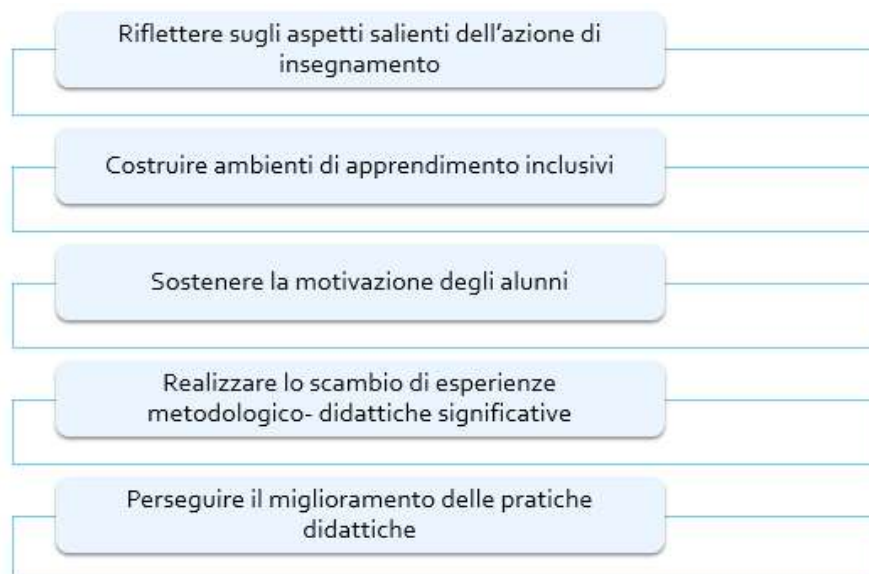 Riflettere sugli aspetti salienti dell'azione di
insegnamento
Costruire ambienti di apprendimento inclusivi
Sostenere la motivazione degli alunni
Realizzare lo scambio di esperienze
metodologico- didattiche significative
Perseguire il miglioramento delle pratiche
didattiche